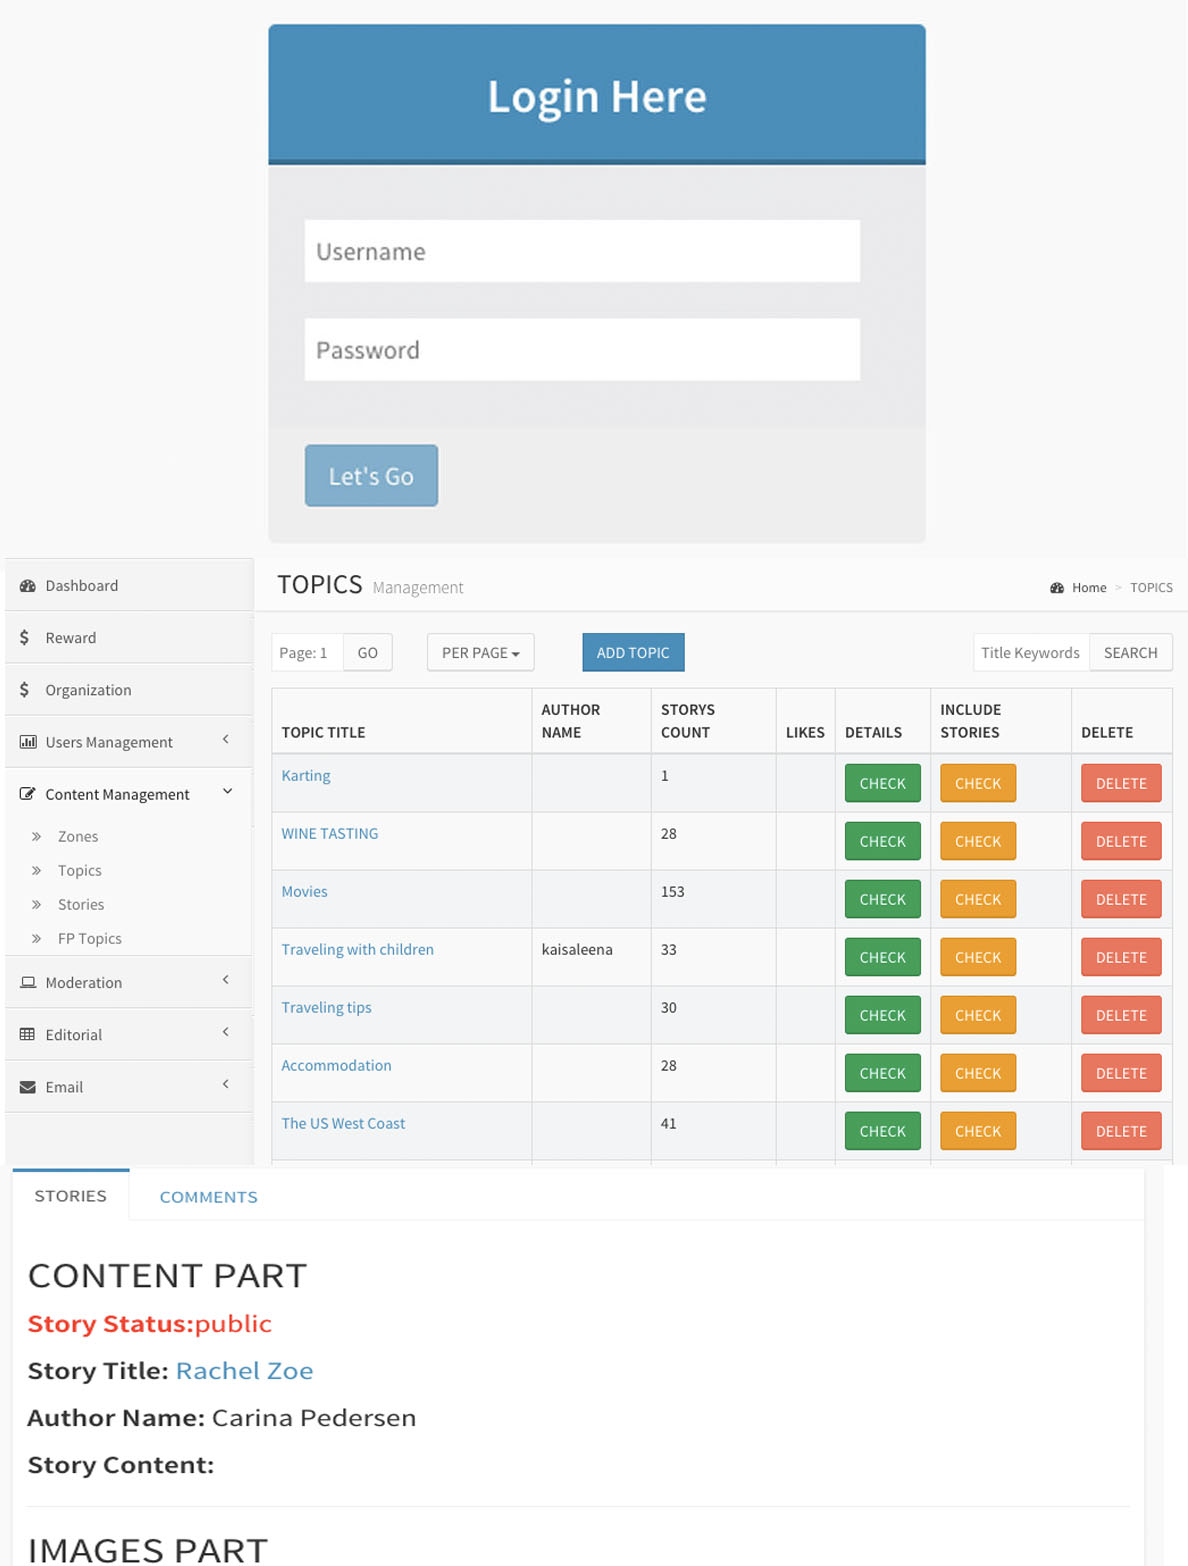 Login Here
Username
Password
Let's Go
Dashboard
Reward
Organization
Users Management
Content Management
Zones
Topics
Stories
FP Topics
Moderation
Editorial
Email
TOPICS Management
Home > TOPICS
Page: 1 GO PER PAGE ADD TOPIC Title Keywords SEARCH
TOPIC TITLE AUTHOR NAME STORYS COUNT LIKES DETAILS INCLUDE STORIES DELETE
Karting 1 CHECK CHECK DELETE
WINE TASTING 28 CHECK CHECK DELETE
Movies 153 CHECK CHECK DELETE
Traveling with children kaisaleena 33 CHECK CHECK DELETE
Traveling tips 30 CHECK CHECK DELETE
Accommodation 28 CHECK CHECK DELETE
The US West Coast 41 CHECK CHECK DELETE
STORIES COMMENTS
CONTENT PART
Story Status:public
Story Title: Rachel Zoe
Author Name: Carina Pedersen
Story Content:
IMAGES PART